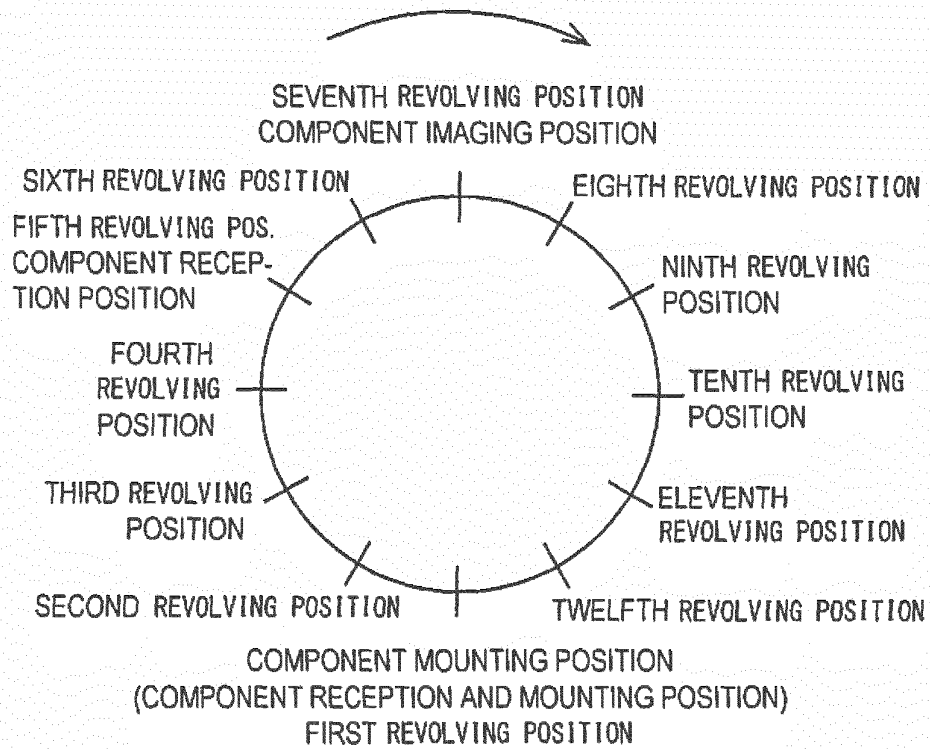 SEVENTH REVOLVING POSITION
COMPONENT IMAGING POSITION
SIXTH REVOLVING POSITION
EIGHTH REVOLVING POSITION
FIFTH REVOLVING POS.
COMPONENT RECEP-
TION POSITION
NINTH REVOLVING
POSITION
FOURTH
REVOLVING
POSITION
TENTH REVOLVING
POSITION
THIRD REVOLVING
POSITION
ELEVENTH
REVOLVING POSITION
SECOND REVOLVING POSITION
TWELFTH REVOLVING POSITION
COMPONENT MOUNTING POSITION
(COMPONENT RECEPTION AND MOUNTING POSITION)
FIRST REVOLVING POSITION